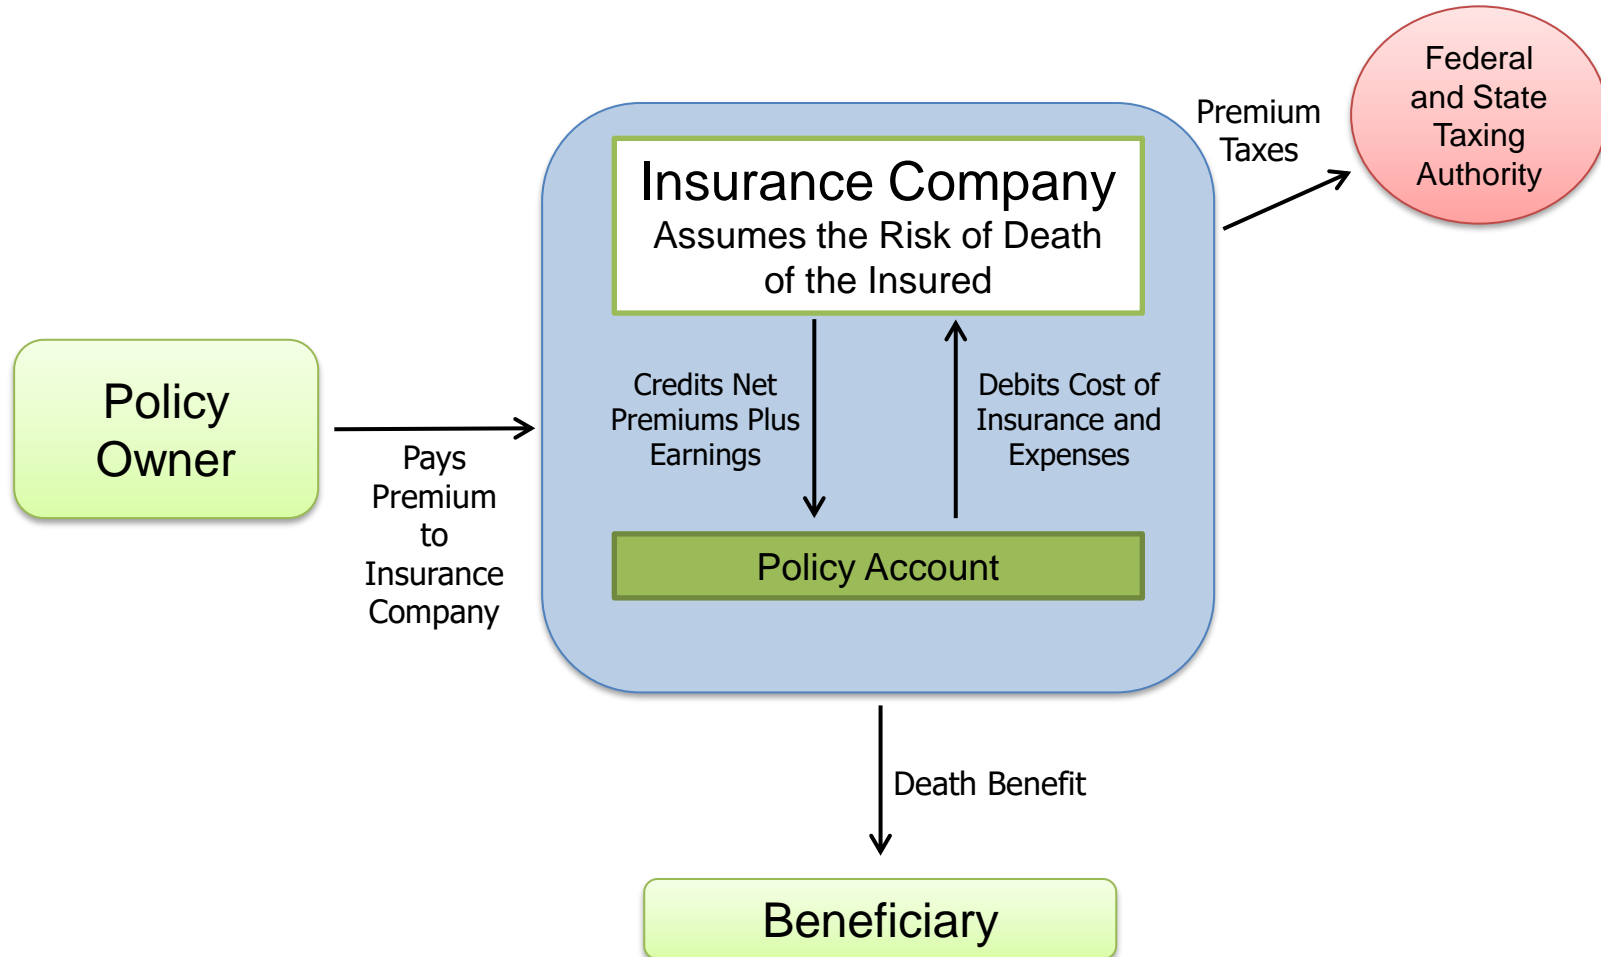 Federal
and State
Taxing
Authority
Premium
Taxes
Insurance Company
Assumes the Risk of Death
of the Insured
Policy
Owner
Pays
Premium
to
Insurance
Company
Credits Net
Premiums Plus
Earnings
Debits Cost of
Insurance and
Expenses
Policy Account
Death Benefit
Beneficiary